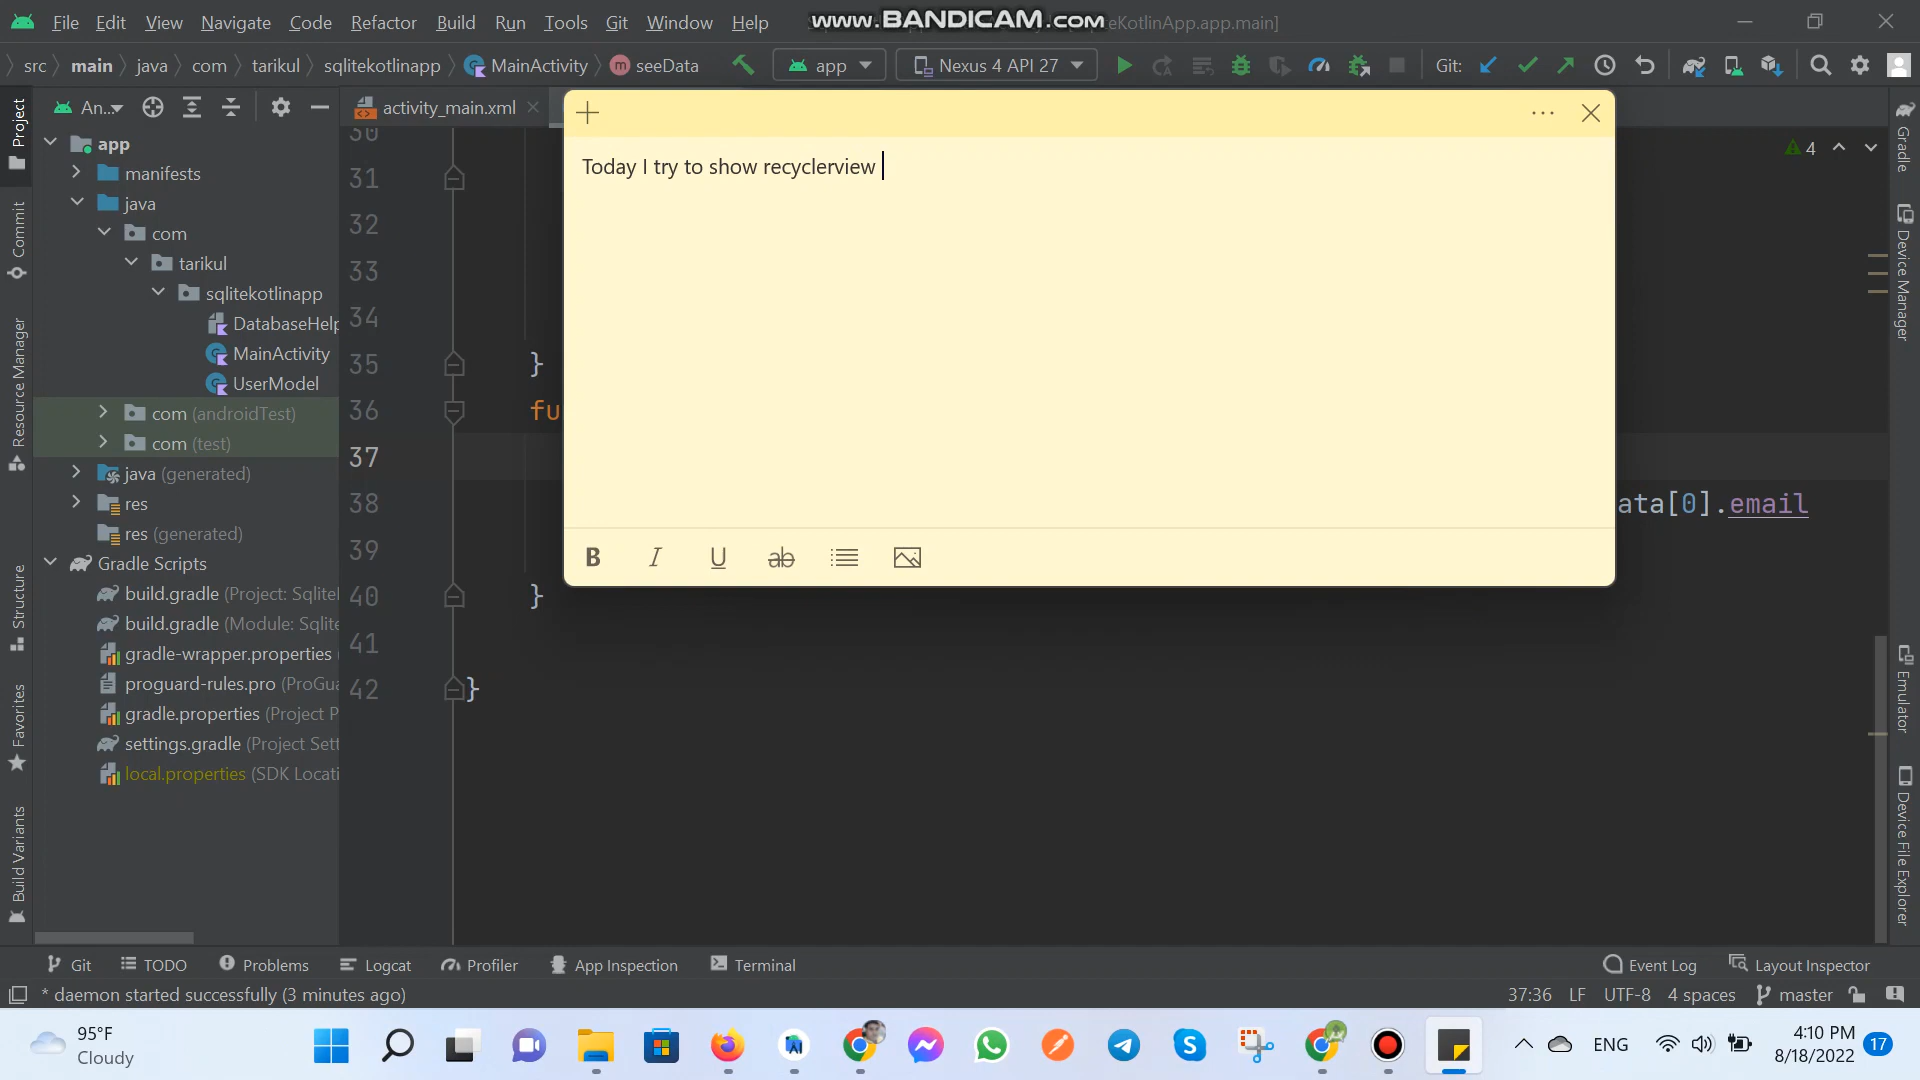 File Edit View Navigate Code Refactor Build Run Tools Git Window Help www.BANDICAM.com eKotlinApp.app.main]
src main java com tarikul sqlitekotlinapp MainActivity seeData app Nexus 4 API 27 Git:
Project
An...
activity_main.xml
app
manifests
java
com
tarikul
sqlitekotlinapp
DatabaseHelp
MainActivity
UserModel
com (androidTest)
com (test)
java (generated)
res
res (generated)
Gradle Scripts
build.gradle (Project: Sqlitel
build.gradle (Module: Sqlite
gradle-wrapper.properties (
proguard-rules.pro (ProGua
gradle.properties (Project P
settings.gradle (Project Sett
local.properties (SDK Locati
Commit
Resource Manager
Structure
Favorites
Build Variants
30
31
32
33
34
35 }
36 fu
37
38 ata[0].email
39
40 }
41
42 }
4
Today I try to show recyclerview
B I U ab
Gradle
Device Manager
Emulator
Device File Explorer
Git TODO Problems Logcat Profiler App Inspection Terminal Event Log Layout Inspector
* daemon started successfully (3 minutes ago) 37:36 LF UTF-8 4 spaces master
95°F
Cloudy
ENG
4:10 PM
8/18/2022
17